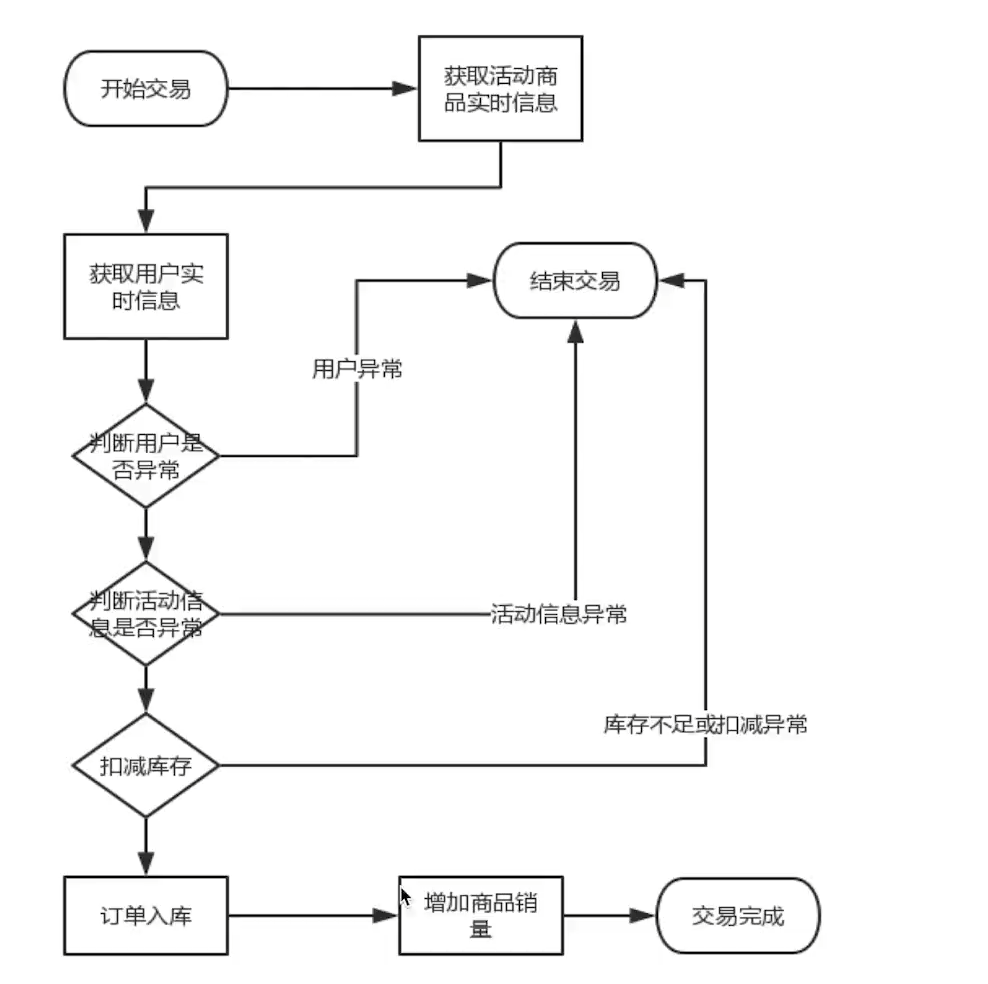 开始交易
获取活动商
品实时信息
获取用户实
时信息
结束交易
用户异常
判断用户是
否异常
判断活动信
息是否异常
活动信息异常
库存不足或扣减异常
扣减库存
订单入库
增加商品销
量
交易完成